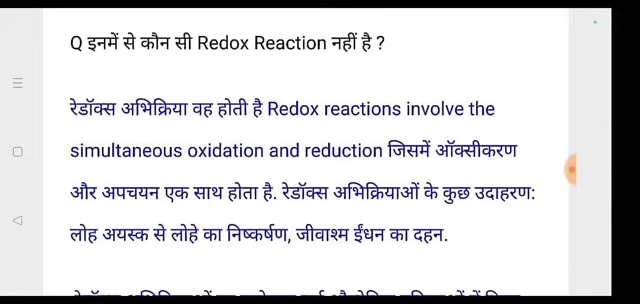 Q इनमें से कौन सी Redox Reaction नहीं है ?
रेडॉक्स अभिक्रिया वह होती है Redox reactions involve the
simultaneous oxidation and reduction जिसमें ऑक्सीकरण
और अपचयन एक साथ होता है. रेडॉक्स अभिक्रियाओं के कुछ उदाहरण:
लोह अयस्क से लोहे का निष्कर्षण, जीवाश्म ईंधन का दहन.